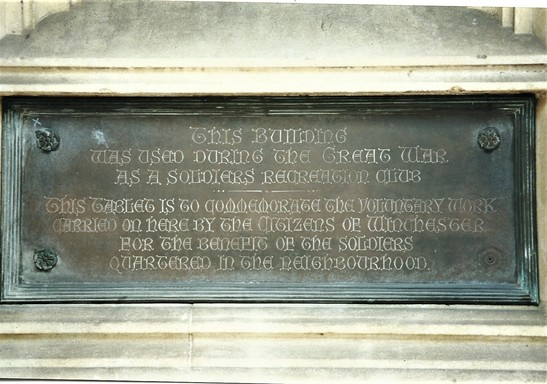 This Building
was used during the Great War
as a Soldiers Recreation Club
This tablet is to commemorate the voluntary work
carried on here by the Citizens of Winchester
for the benefit of the soldiers
quartered in the neighbourhood.